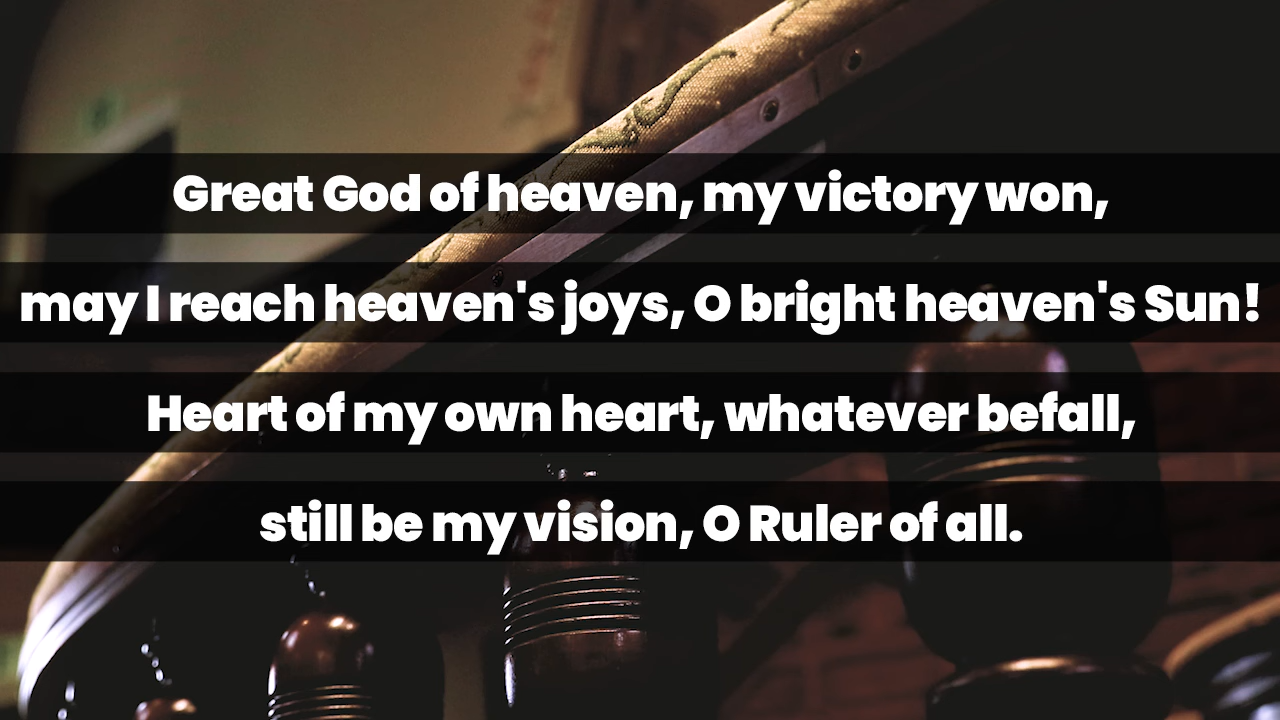 Great God of heaven, my victory won,
may I reach heaven's joys, O bright heaven's Sun!
Heart of my own heart, whatever befall,
still be my vision, O Ruler of all.